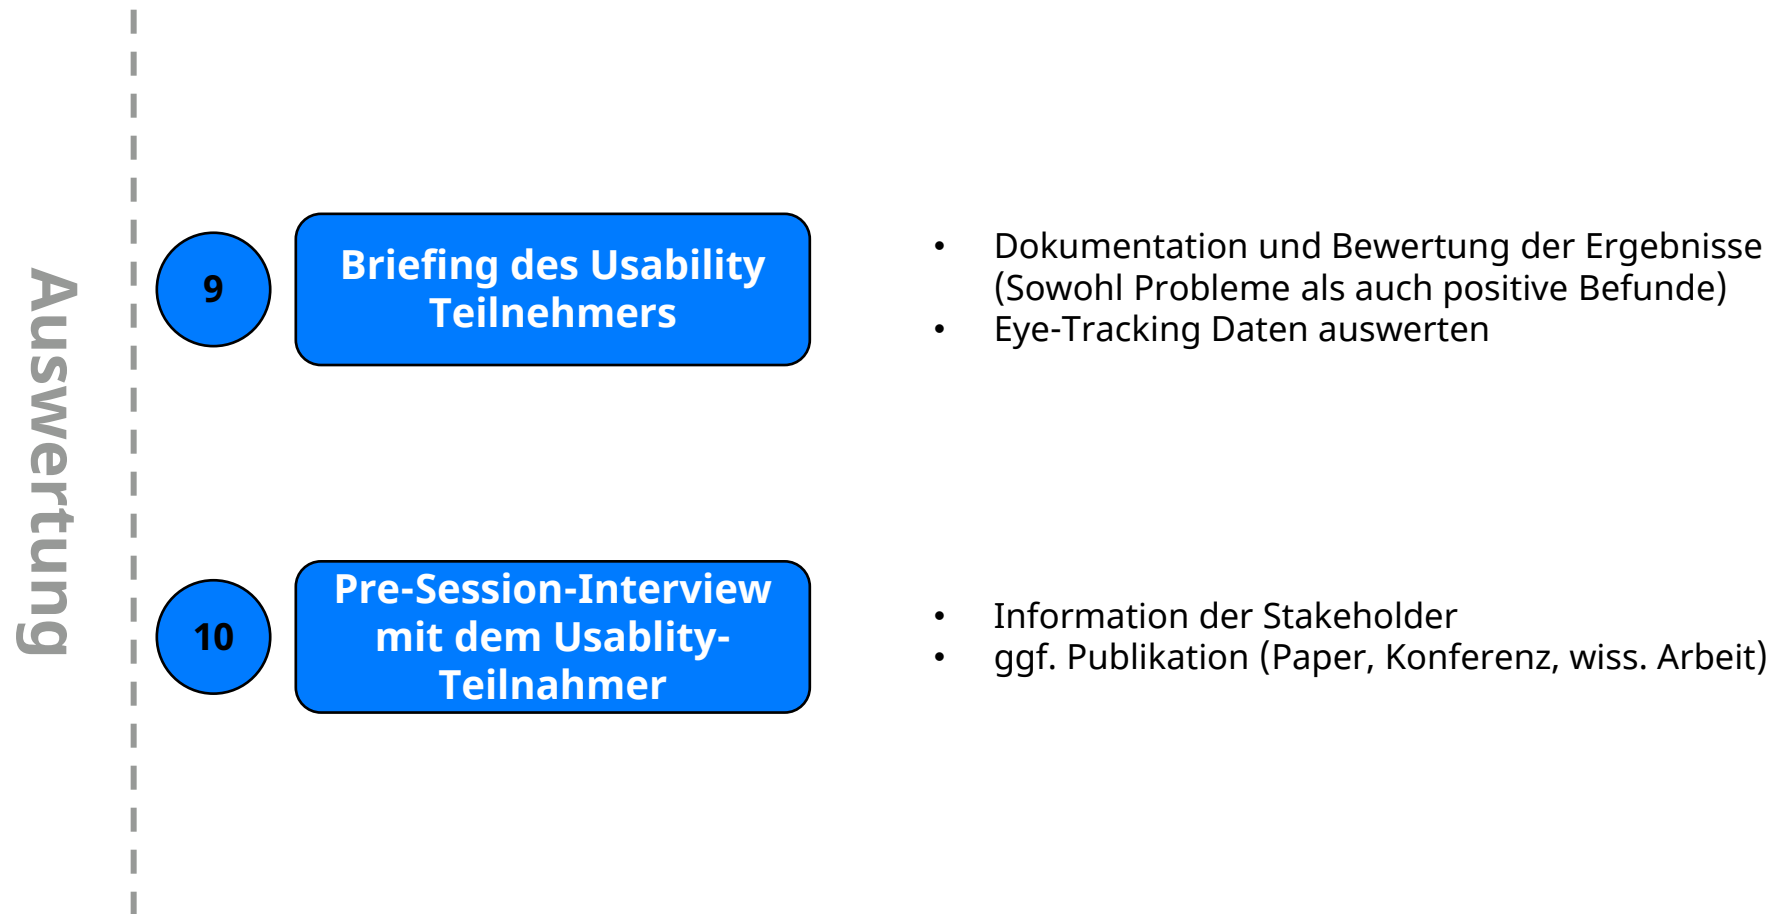 Auswertung
9
Briefing des Usability
Teilnehmers
• Dokumentation und Bewertung der Ergebnisse
(Sowohl Probleme als auch positive Befunde)
• Eye-Tracking Daten auswerten
10
Pre-Session-Interview
mit dem Usablity-
Teilnahmer
• Information der Stakeholder
• ggf. Publikation (Paper, Konferenz, wiss. Arbeit)